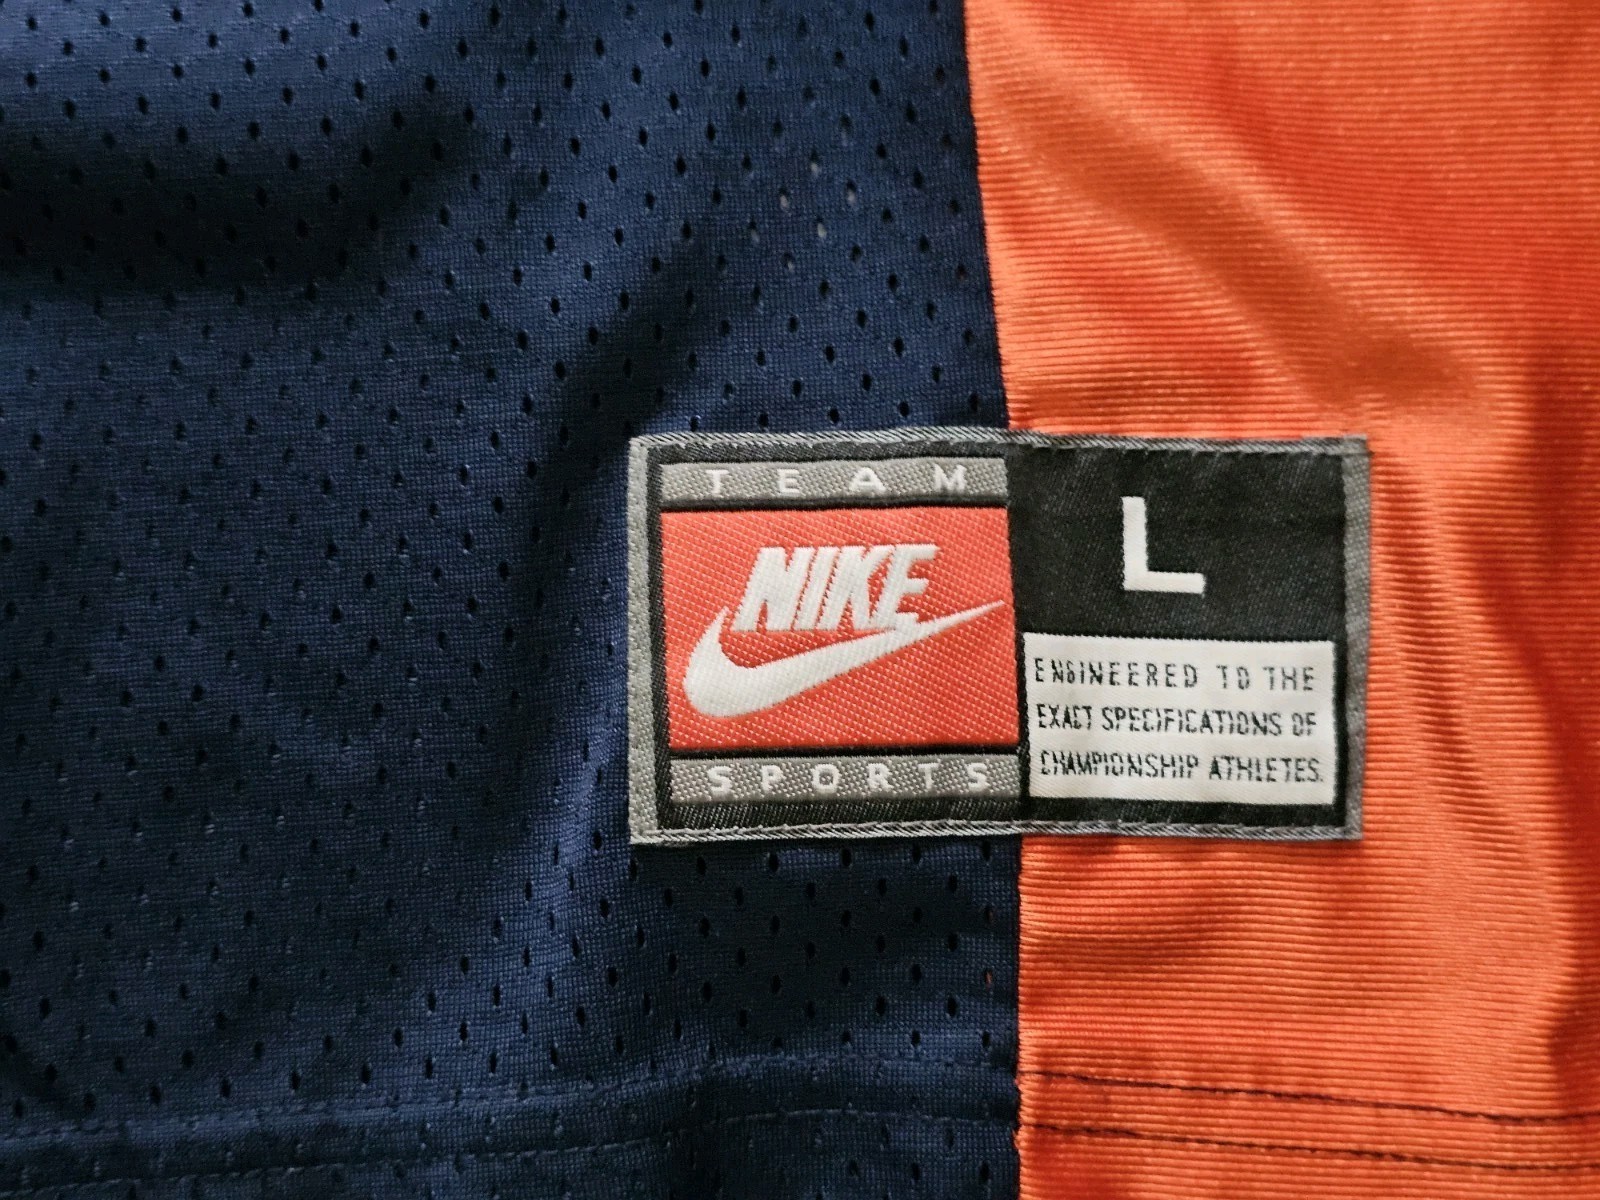 TEAM
NIKE
SPORTS
L
ENGINEERED TO THE
EXACT SPECIFICATIONS OF
CHAMPIONSHIP ATHLETES.